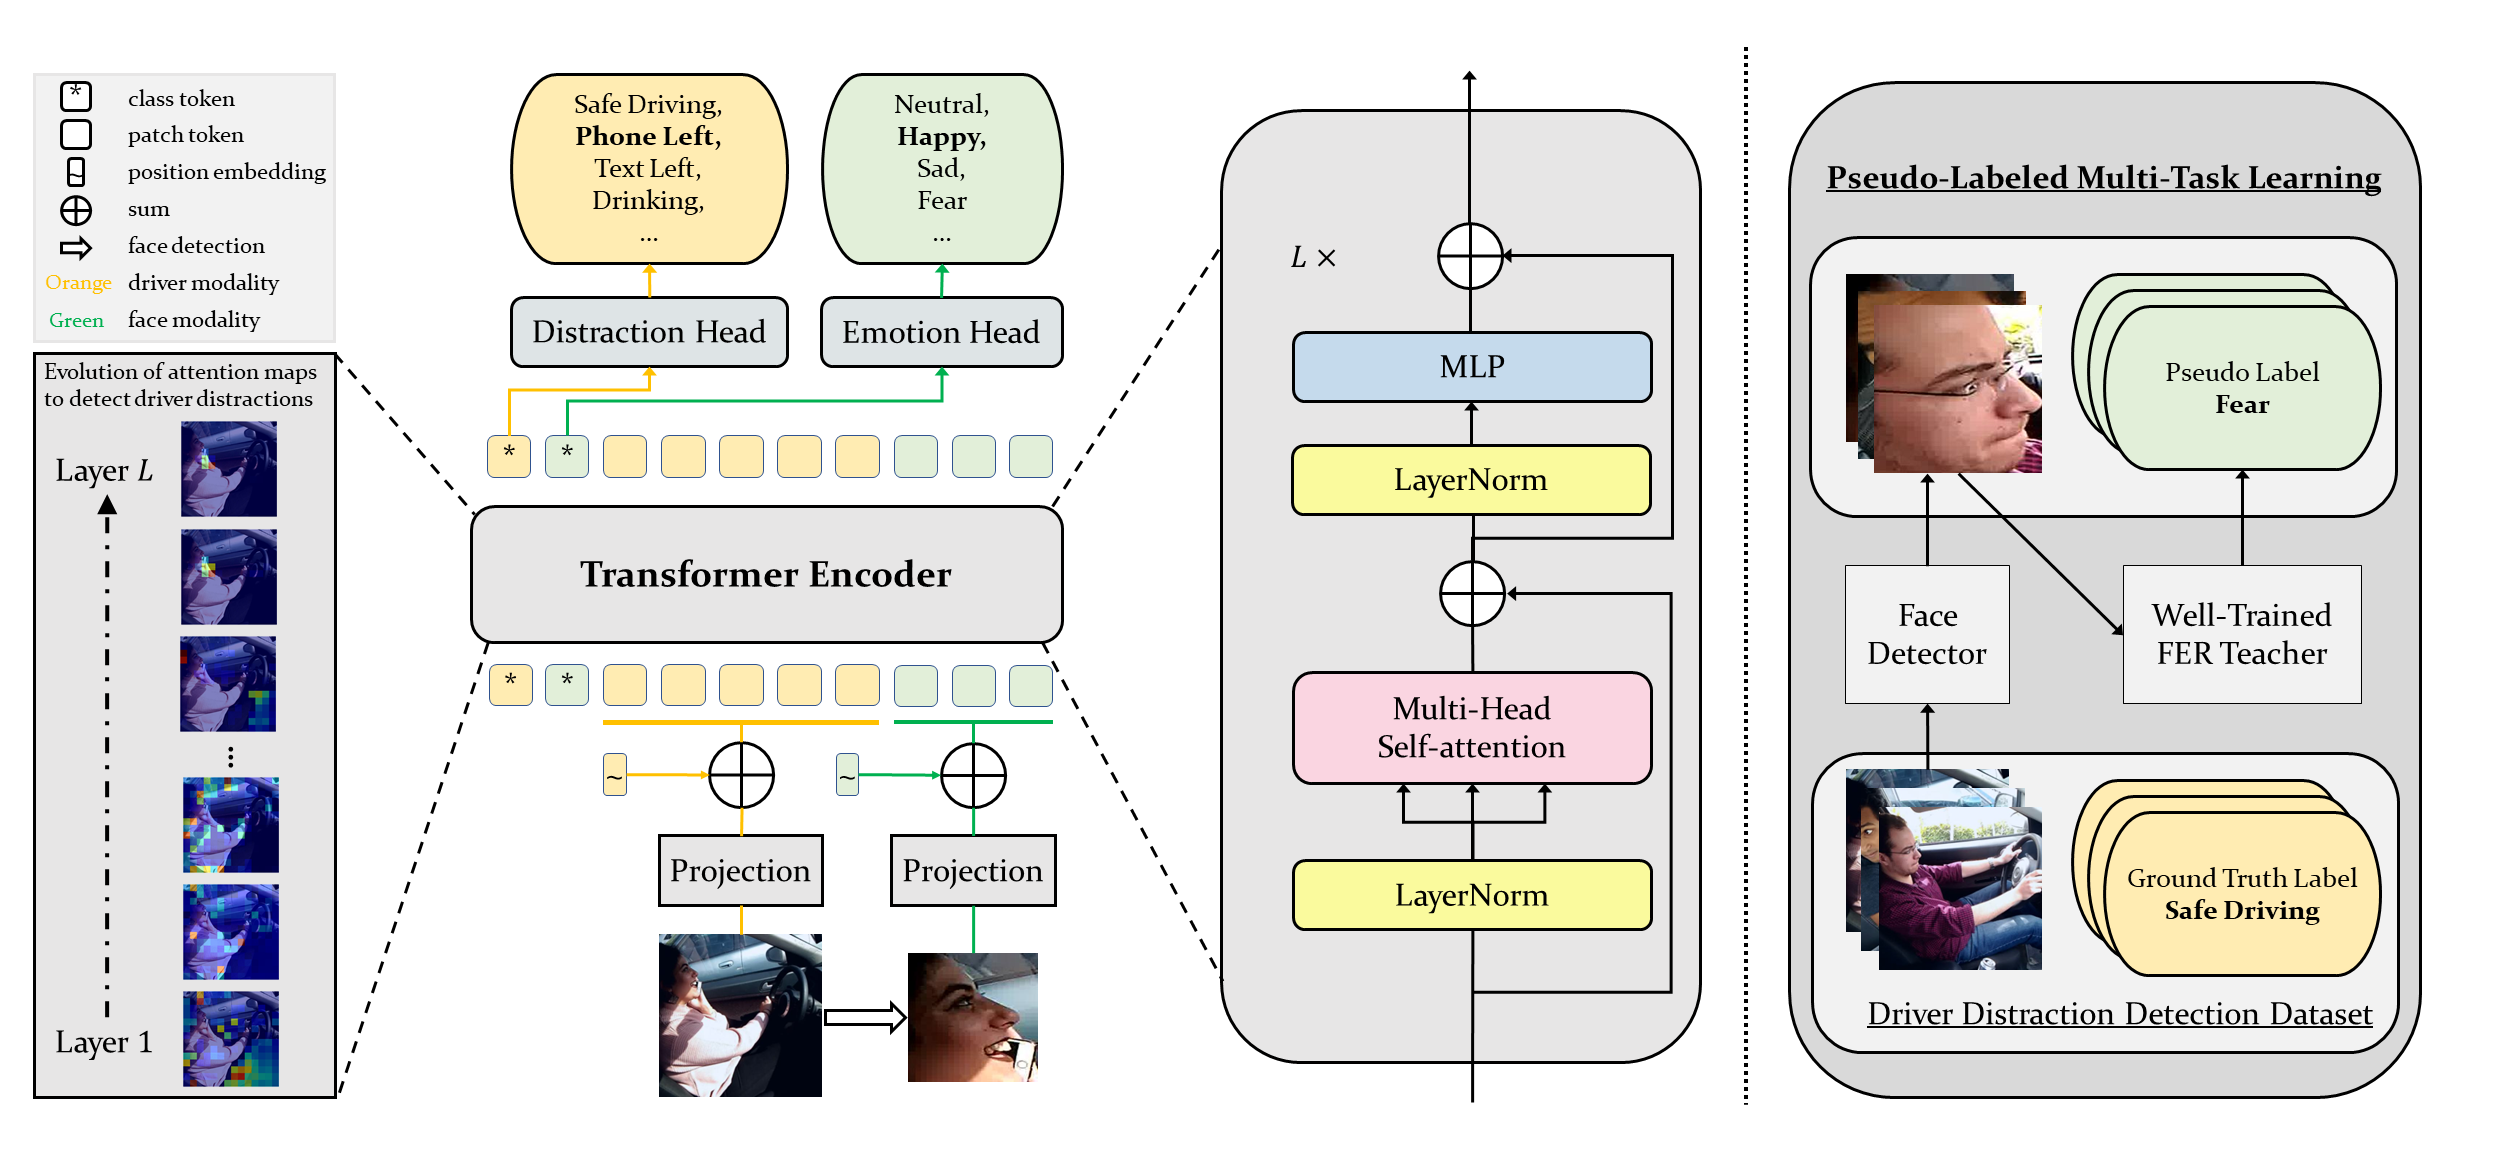 * class token
patch token
~ position embedding
sum
face detection
Orange driver modality
Green face modality
Evolution of attention maps
to detect driver distractions
Layer L
Layer 1
Safe Driving,
Phone Left,
Text Left,
Drinking,
...
Neutral,
Happy,
Sad,
Fear
...
Distraction Head
Emotion Head
* *
Transformer Encoder
* *
~ ~
Projection Projection
L ×
MLP
LayerNorm
Multi-Head
Self-attention
LayerNorm
Pseudo-Labeled Multi-Task Learning
Pseudo Label
Fear
Face
Detector
Well-Trained
FER Teacher
Ground Truth Label
Safe Driving
Driver Distraction Detection Dataset